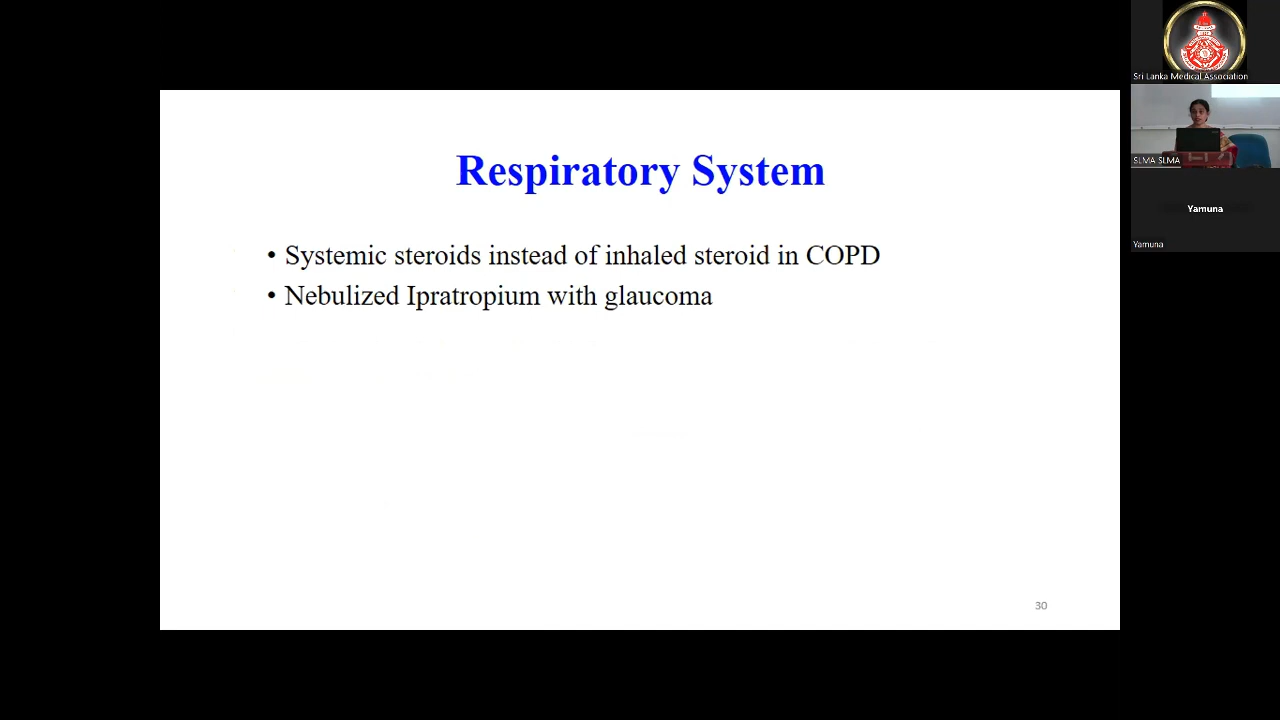 Respiratory System
• Systemic steroids instead of inhaled steroid in COPD
• Nebulized Ipratropium with glaucoma
30
Sri Lanka Medical Association
SLMA SLMA
Yamuna
Yamuna